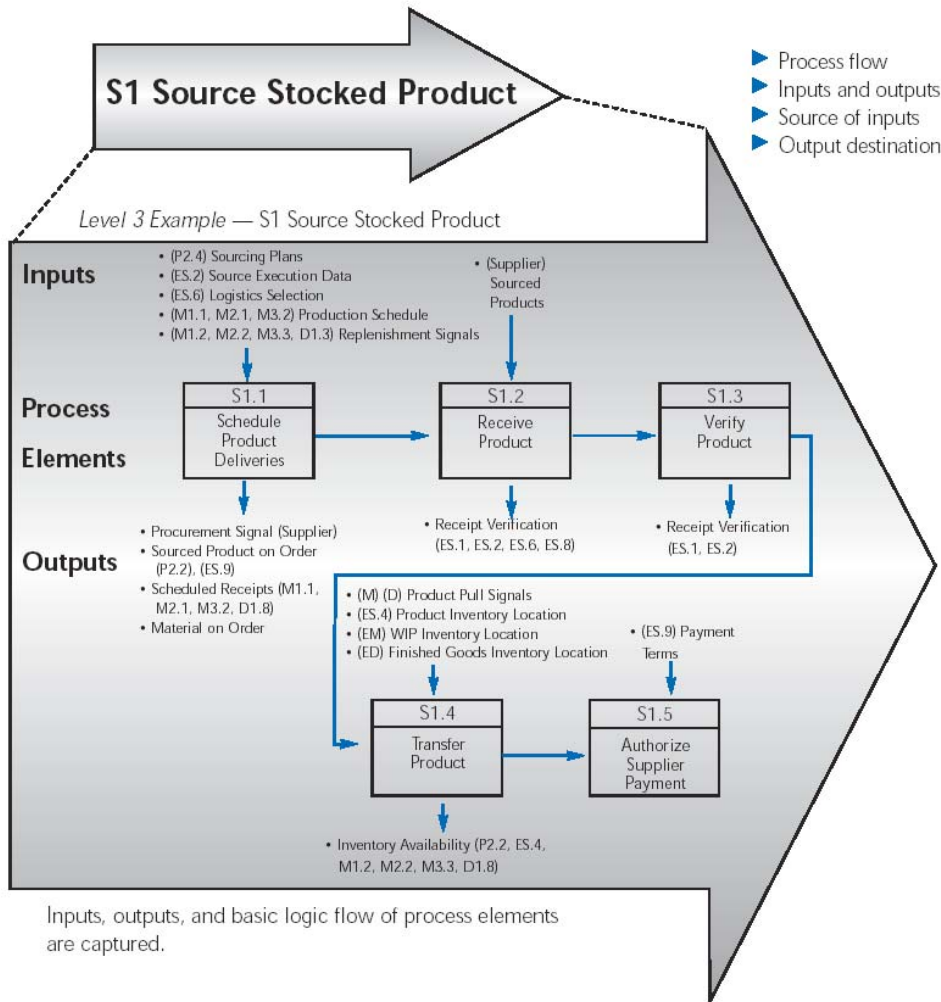 S1 Source Stocked Product
Process flow
Inputs and outputs
Source of inputs
Output destination
Level 3 Example — S1 Source Stocked Product
Inputs
• (P2.4) Sourcing Plans
• (ES.2) Source Execution Data
• (ES.6) Logistics Selection
• (M1.1, M2.1, M3.2) Production Schedule
• (M1.2, M2.2, M3.3, D1.3) Replenishment Signals
• (Supplier)
Sourced
Products
Process
Elements
S1.1
Schedule
Product
Deliveries
S1.2
Receive
Product
S1.3
Verify
Product
Outputs
• Procurement Signal (Supplier)
• Sourced Product on Order
(P2.2), (ES.9)
• Scheduled Receipts (M1.1,
M2.1, M3.2, D1.8)
• Material on Order
• Receipt Verification
(ES.1, ES.2, ES.6, ES.8)
• Receipt Verification
(ES.1, ES.2)
• (M) (D) Product Pull Signals
• (ES.4) Product Inventory Location
• (EM) WIP Inventory Location
• (ED) Finished Goods Inventory Location
• (ES.9) Payment
Terms
S1.4
Transfer
Product
S1.5
Authorize
Supplier
Payment
• Inventory Availability (P2.2, ES.4,
M1.2, M2.2, M3.3, D1.8)
Inputs, outputs, and basic logic flow of process elements
are captured.